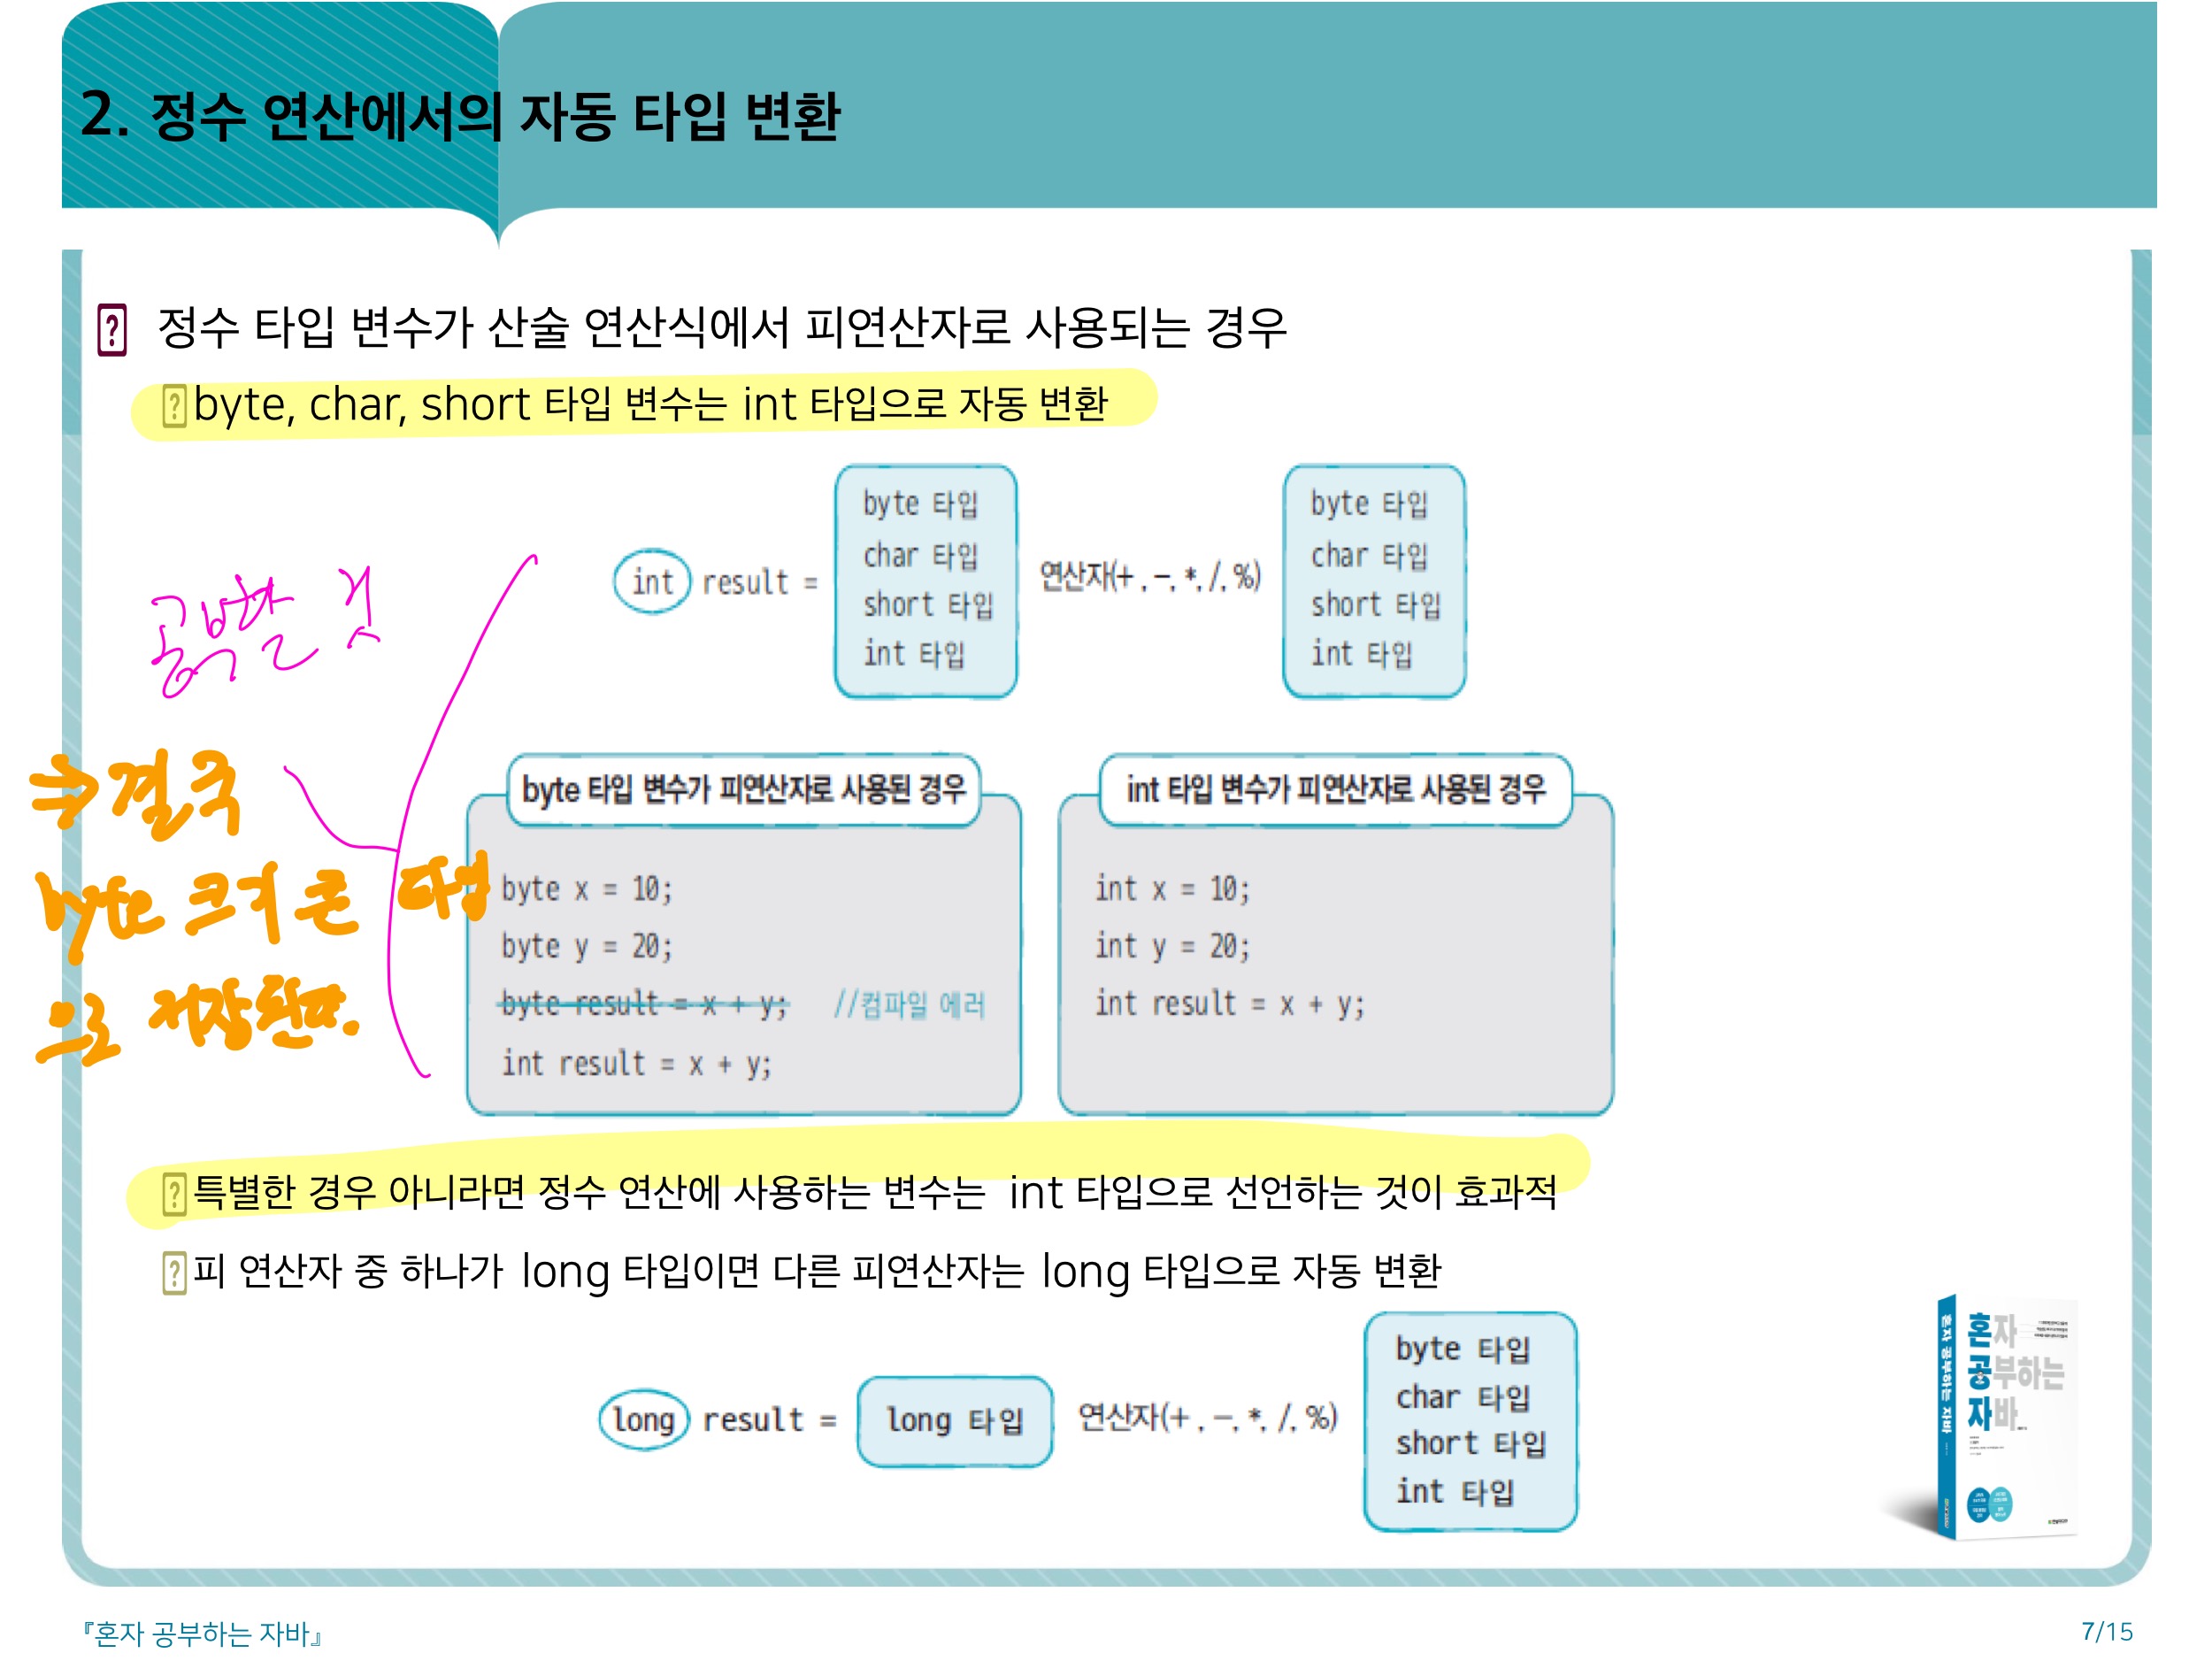 2. 정수 연산에서의 자동 타입 변환
정수 타입 변수가 산술 연산식에서 피연산자로 사용되는 경우
byte, char, short 타입 변수는 int 타입으로 자동 변환
int result =
byte 타입
char 타입
short 타입
int 타입
연산자(+, −, *, /, %)
byte 타입
char 타입
short 타입
int 타입
공부할 것
⇒ 결국
byte 크기 큰 타입
으로 저장된다.
byte 타입 변수가 피연산자로 사용된 경우
byte x = 10;
byte y = 20;
byte result = x + y; //컴파일 에러
int result = x + y;
int 타입 변수가 피연산자로 사용된 경우
int x = 10;
int y = 20;
int result = x + y;
특별한 경우 아니라면 정수 연산에 사용하는 변수는 int 타입으로 선언하는 것이 효과적
피 연산자 중 하나가 long 타입이면 다른 피연산자는 long 타입으로 자동 변환
long result = long 타입 연산자(+, −, *, /, %)
byte 타입
char 타입
short 타입
int 타입
혼자 공부하는 자바
혼자
공부하는
자바
『혼자 공부하는 자바』
7/15